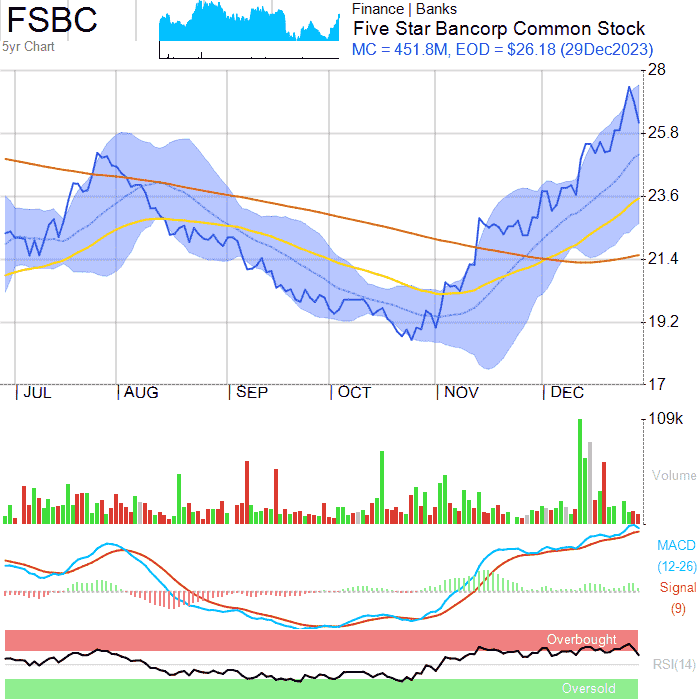 FSBC
5yr Chart
Finance | Banks
Five Star Bancorp Common Stock
MC = 451.8M, EOD = $26.18 (29Dec2023)
28
25.8
23.6
21.4
19.2
17
JUL AUG SEP OCT NOV DEC
109k
Volume
MACD
(12-26)
Signal
(9)
Overbought
RSI(14)
Oversold